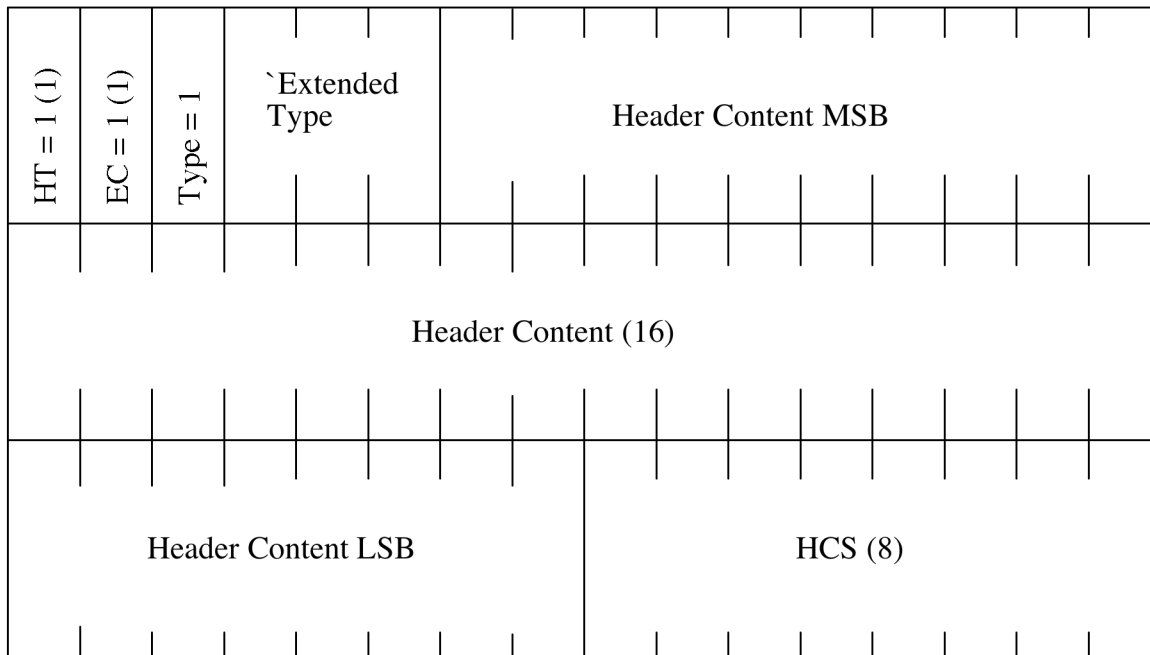 HT = 1 (1)
EC = 1 (1)
Type = 1
`Extended
Type
Header Content MSB
Header Content (16)
Header Content LSB
HCS (8)